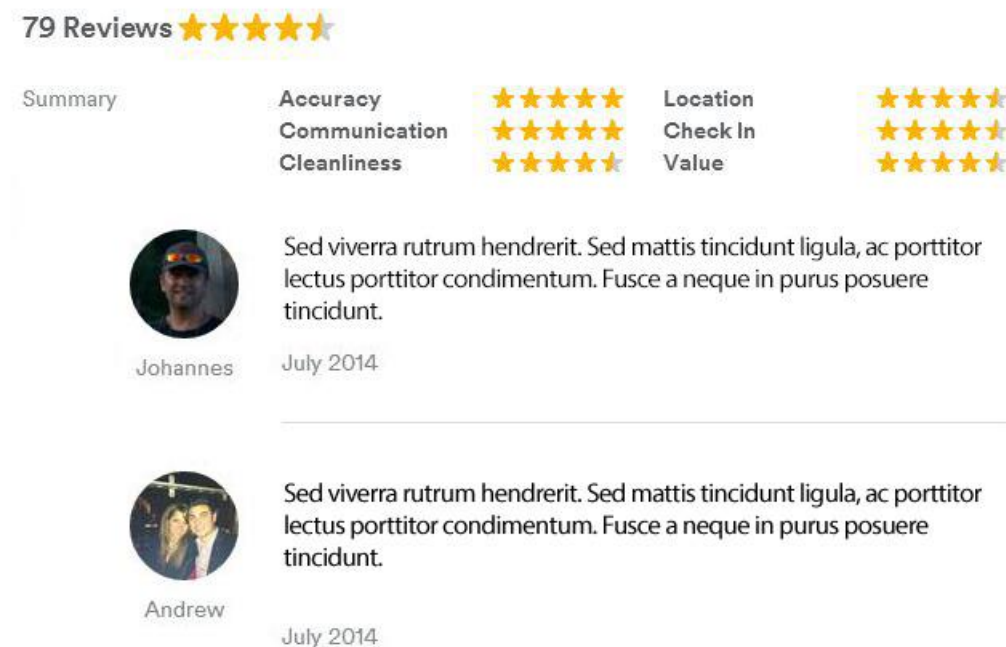 79 Reviews
Summary
Accuracy
Location
Communication
Check In
Cleanliness
Value
Sed viverra rutrum hendrerit. Sed mattis tincidunt ligula, ac porttitor
lectus porttitor condimentum. Fusce a neque in purus posuere
tincidunt.
Johannes
July 2014
Sed viverra rutrum hendrerit. Sed mattis tincidunt ligula, ac porttitor
lectus porttitor condimentum. Fusce a neque in purus posuere
tincidunt.
Andrew
July 2014